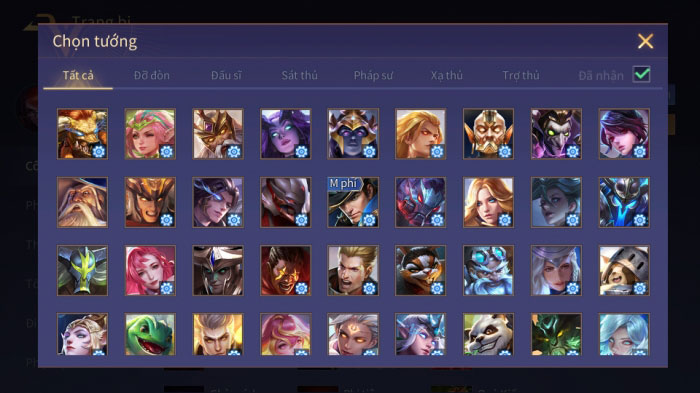 Trang bị
Chọn tướng
Tất cả
Đỡ đòn
Đấu sĩ
Sát thủ
Pháp sư
Xạ thủ
Trợ thủ
Đã nhận
M phí